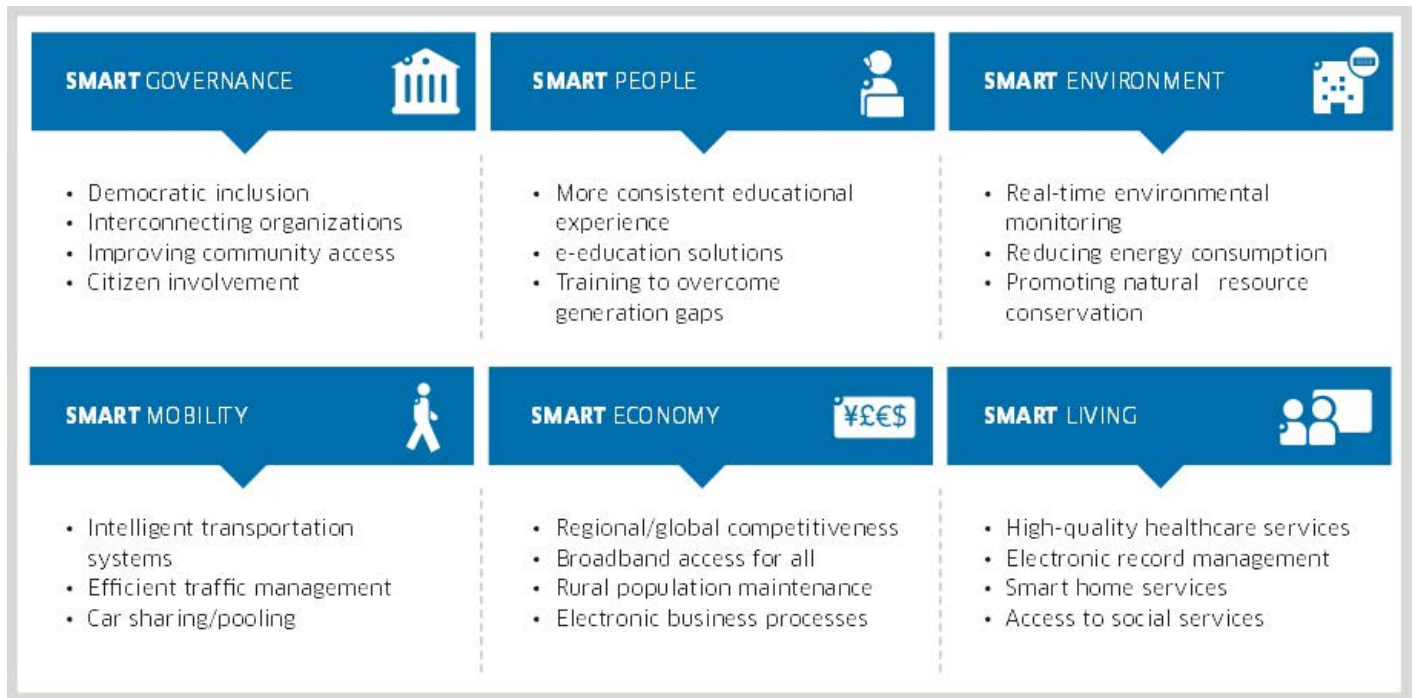 SMART GOVERNANCE
• Democratic inclusion
• Interconnecting organizations
• Improving community access
• Citizen involvement
SMART PEOPLE
• More consistent educational
experience
• e-education solutions
• Training to overcome
generation gaps
SMART ENVIRONMENT
• Real-time environmental
monitoring
• Reducing energy consumption
• Promoting natural resource
conservation
SMART MOBILITY
• Intelligent transportation
systems
• Efficient traffic management
• Car sharing/pooling
SMART ECONOMY
¥£€$
• Regional/global competitiveness
• Broadband access for all
• Rural population maintenance
• Electronic business processes
SMART LIVING
• High-quality healthcare services
• Electronic record management
• Smart home services
• Access to social services